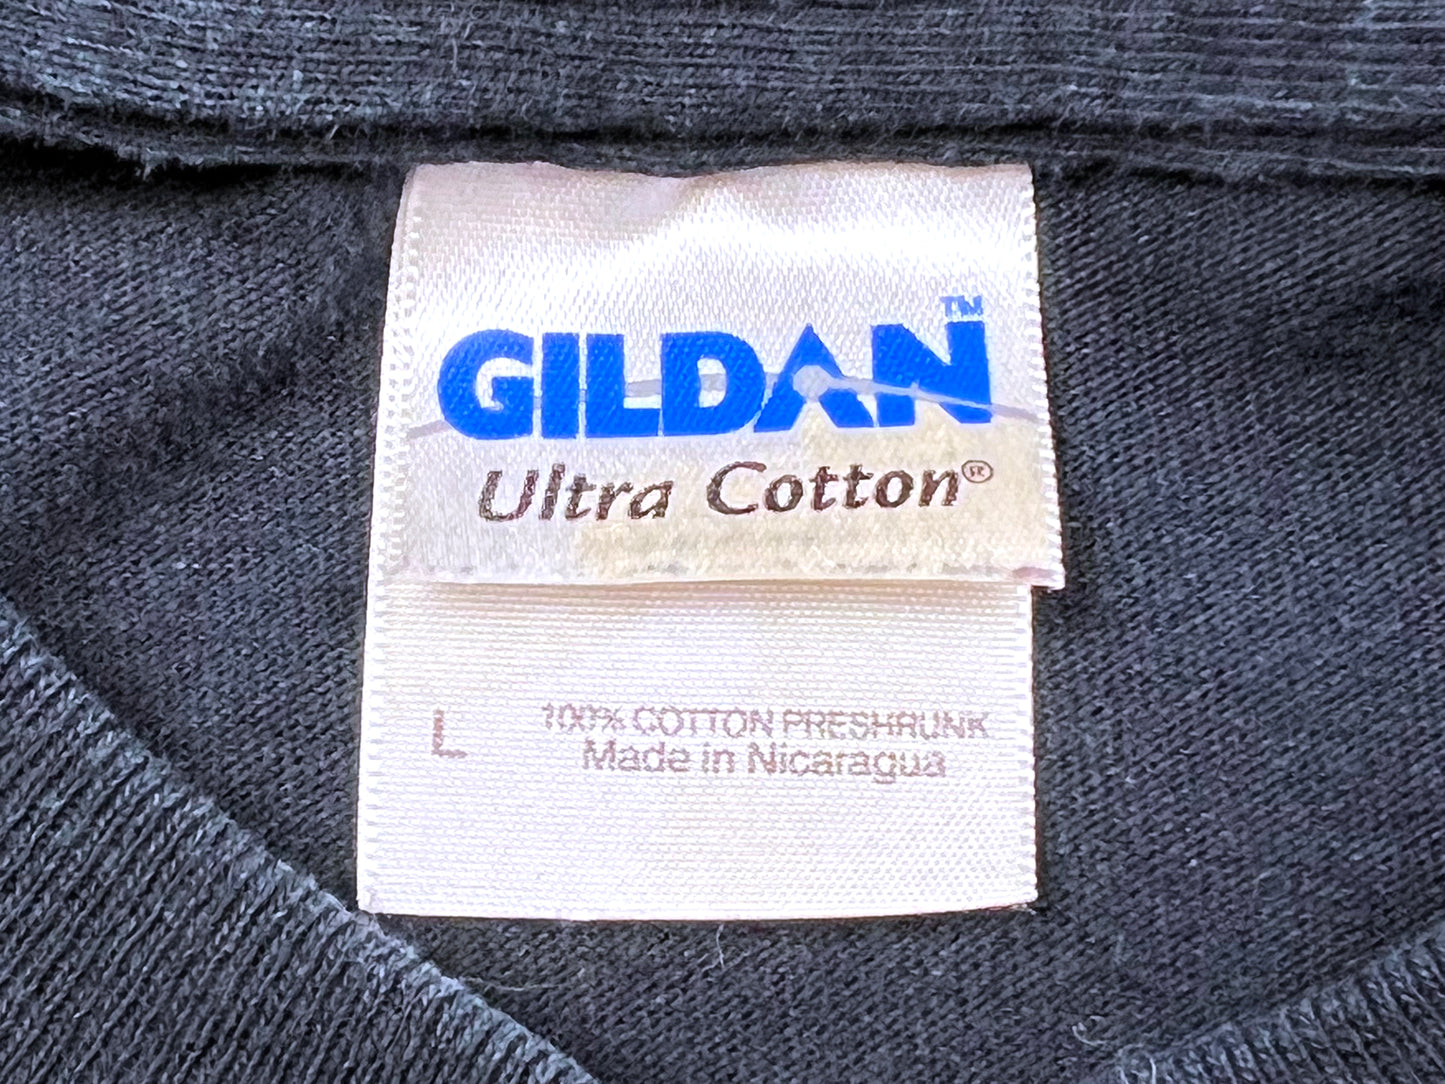 GILDAN™
Ultra Cotton®
L
100% COTTON PRESHRUNK
Made in Nicaragua